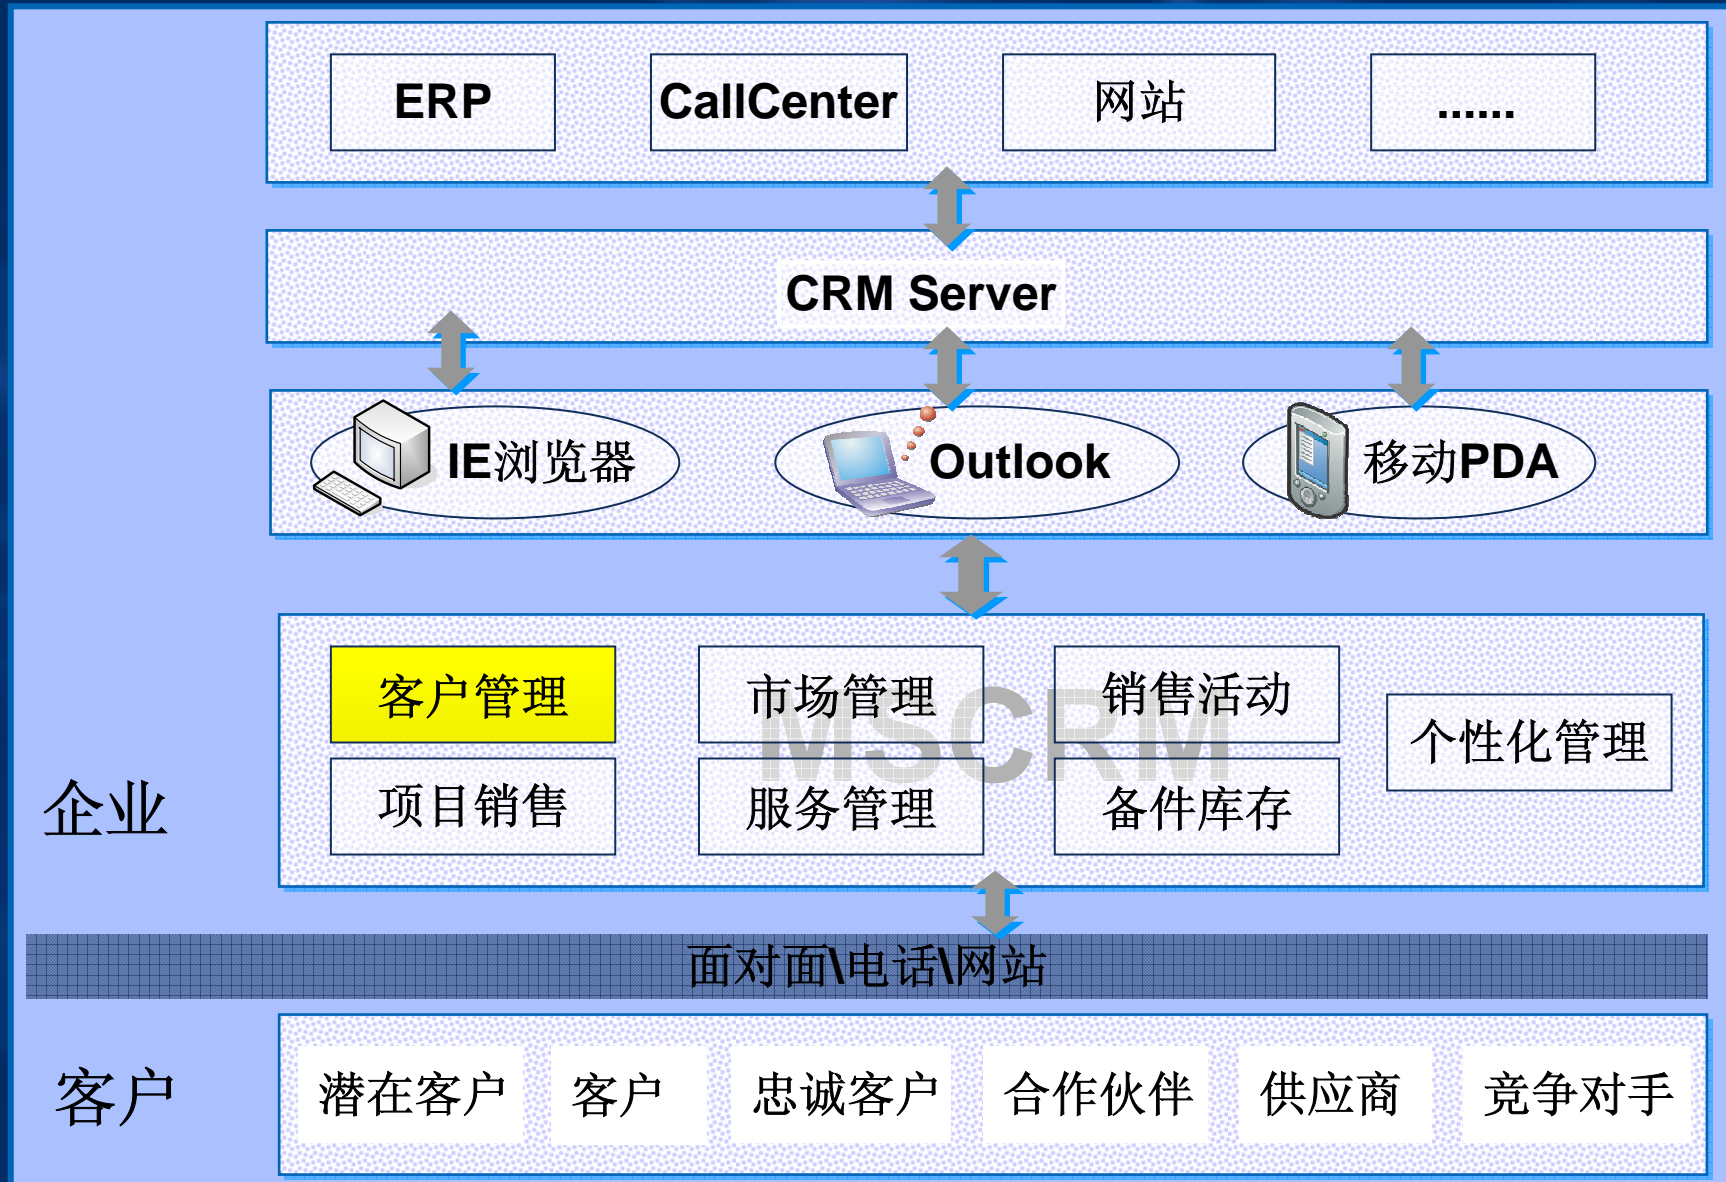 ERP
CallCenter
网站
......
CRM Server
IE浏览器
Outlook
移动PDA
客户管理
市场管理
销售活动
个性化管理
MSCRM
项目销售
服务管理
备件库存
企业
面对面\电话\网站
客户
潜在客户
客户
忠诚客户
合作伙伴
供应商
竞争对手